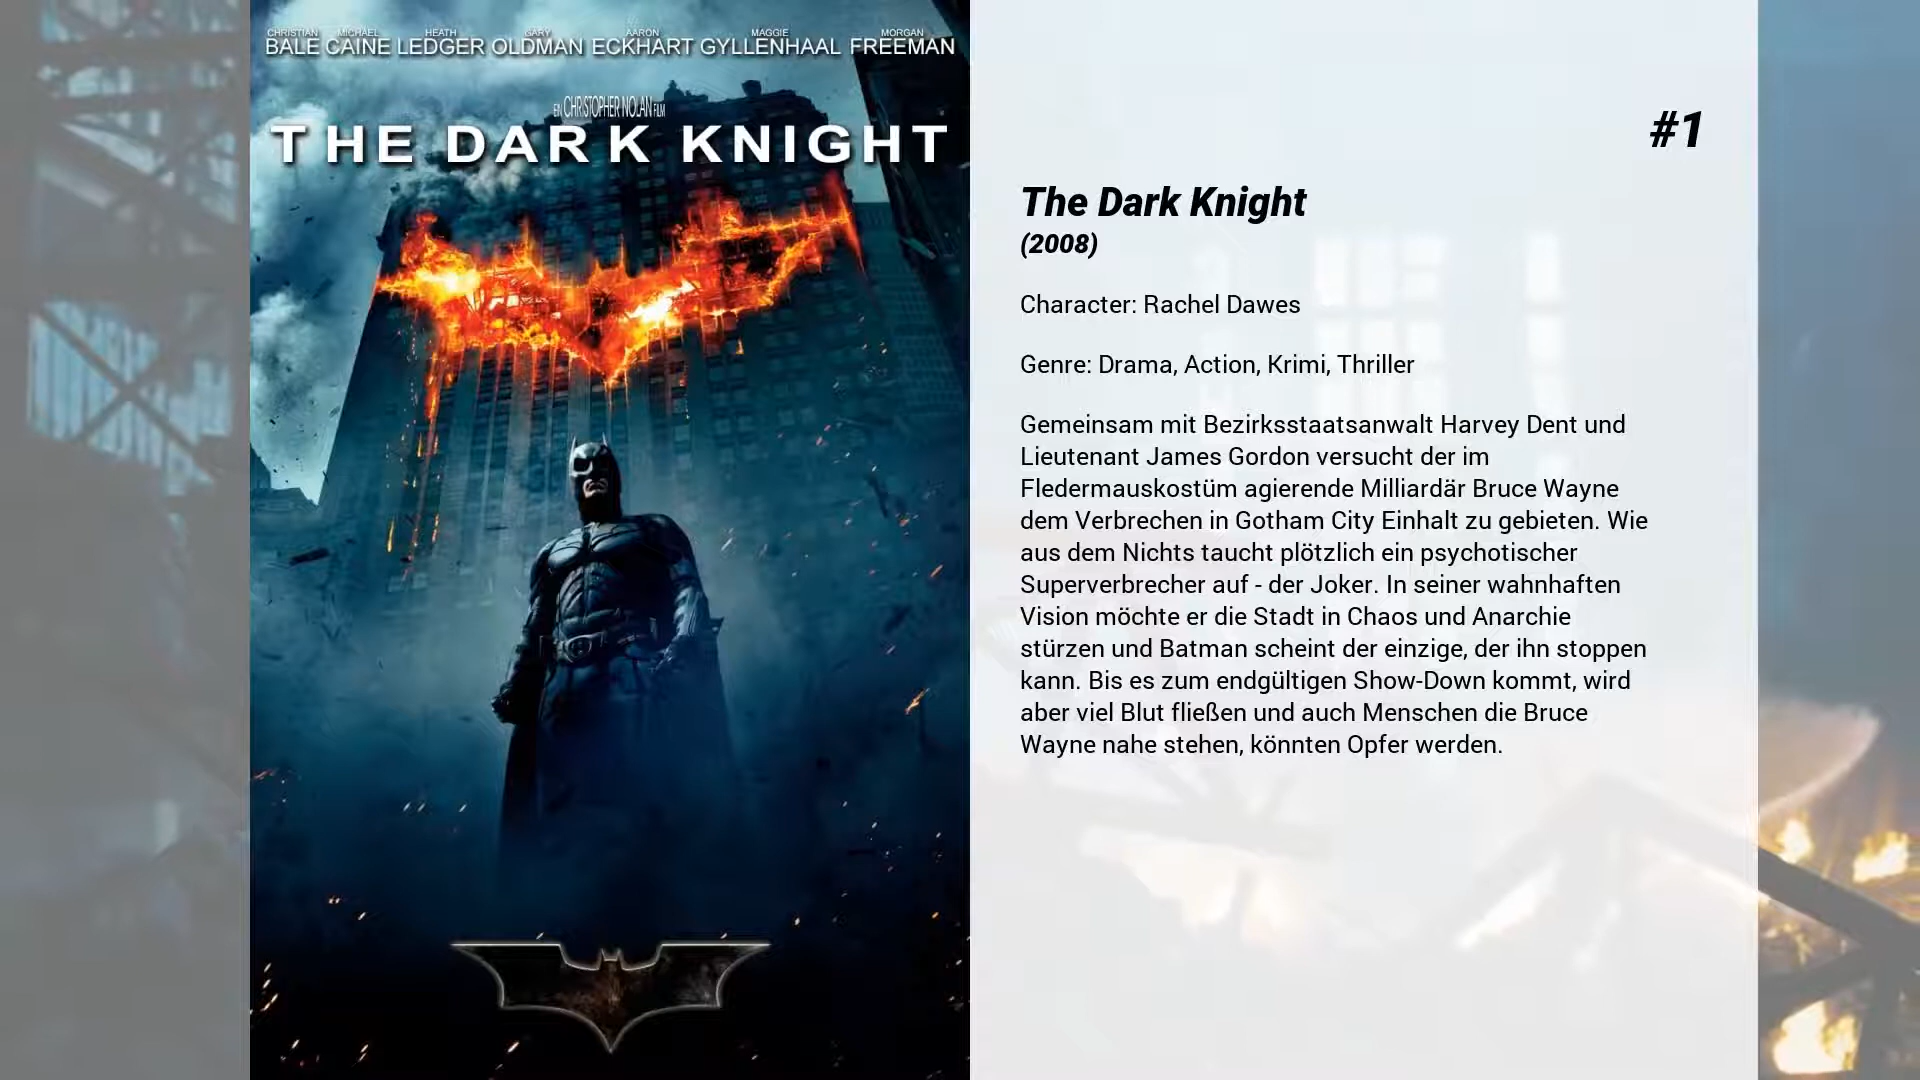 CHRISTIAN MICHAEL HEATH GARY AARON MAGGIE MORGAN
BALE CAINE LEDGER OLDMAN ECKHART GYLLENHAAL FREEMAN
EIN CHRISTOPHER NOLAN FILM
THE DARK KNIGHT
#1
The Dark Knight
(2008)
Character: Rachel Dawes
Genre: Drama, Action, Krimi, Thriller
Gemeinsam mit Bezirksstaatsanwalt Harvey Dent und
Lieutenant James Gordon versucht der im
Fledermauskostüm agierende Milliardär Bruce Wayne
dem Verbrechen in Gotham City Einhalt zu gebieten. Wie
aus dem Nichts taucht plötzlich ein psychotischer
Superverbrecher auf - der Joker. In seiner wahnhaften
Vision möchte er die Stadt in Chaos und Anarchie
stürzen und Batman scheint der einzige, der ihn stoppen
kann. Bis es zum endgültigen Show-Down kommt, wird
aber viel Blut fließen und auch Menschen die Bruce
Wayne nahe stehen, könnten Opfer werden.